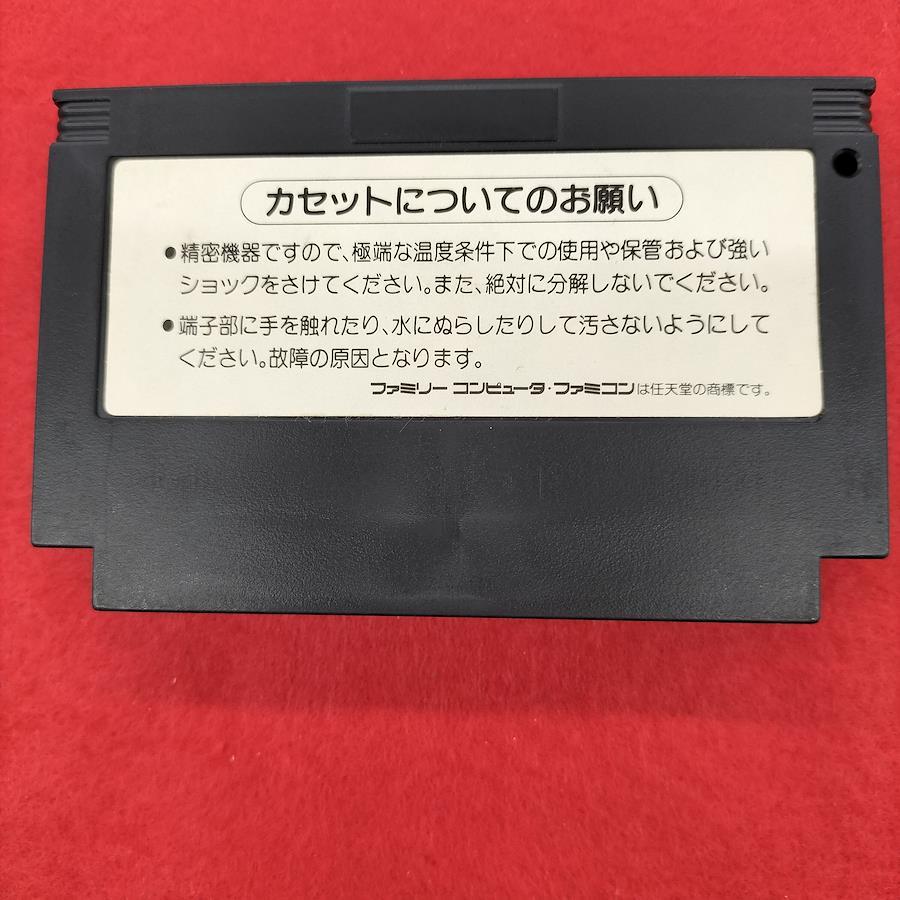 カセットについてのお願い
●精密機器ですので、極端な温度条件下での使用や保管および強い
ショックをさけてください。また、絶対に分解しないでください。
●端子部に手を触れたり、水にぬらしたりして汚さないようにして
ください。故障の原因となります。
ファミリーコンピュータ・ファミコンは任天堂の商標です。